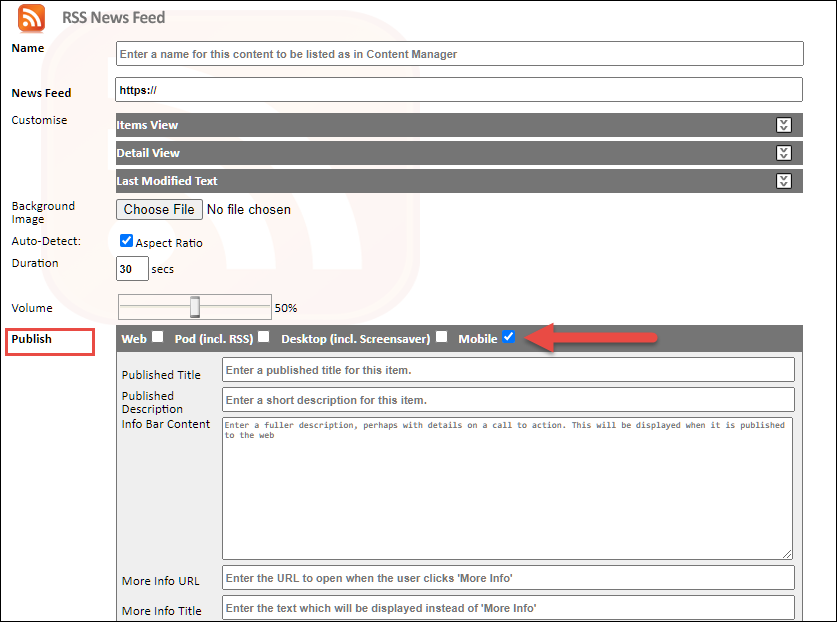 RSS News Feed
Name
Enter a name for this content to be listed as in Content Manager
News Feed
https://
Customise
Items View
Detail View
Last Modified Text
Background
Image
Choose File No file chosen
Auto-Detect:
Aspect Ratio
Duration
30 secs
Volume
50%
Publish
Web Pod (incl. RSS) Desktop (incl. Screensaver) Mobile
Published Title
Enter a published title for this item.
Published
Description
Enter a short description for this item.
Info Bar Content
Enter a fuller description, perhaps with details on a call to action. This will be displayed when it is published
to the web
More Info URL
Enter the URL to open when the user clicks 'More Info'
More Info Title
Enter the text which will be displayed instead of 'More Info'